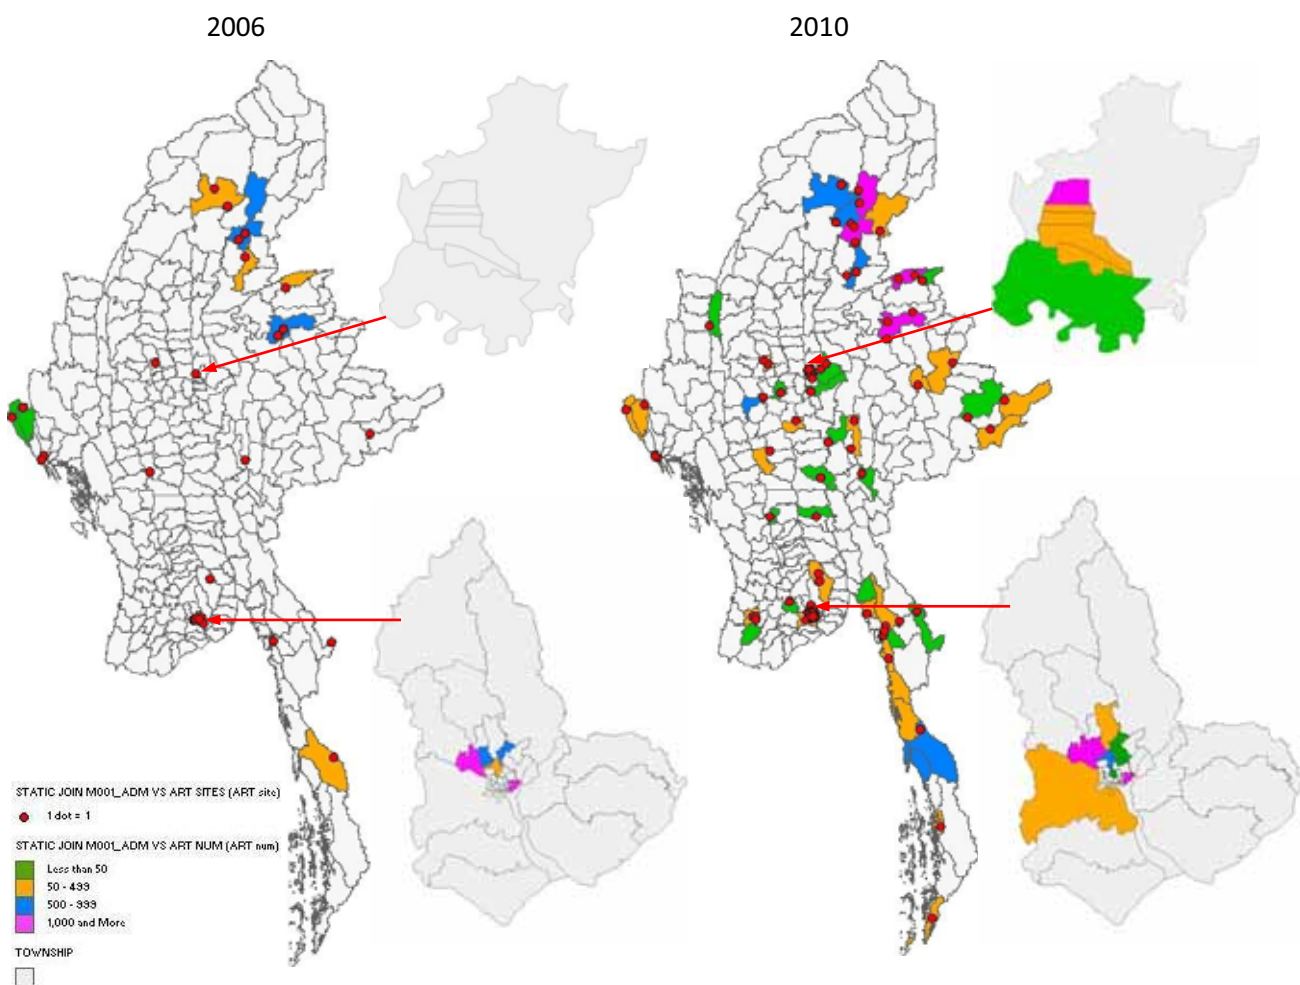 2006
2010
STATIC JOIN M001_ADM VS ART SITES (ART site)
1 dot = 1
STATIC JOIN M001_ADM VS ART NUM (ART num)
Less than 50
50 - 499
500 - 999
1,000 and More
TOWNSHIP